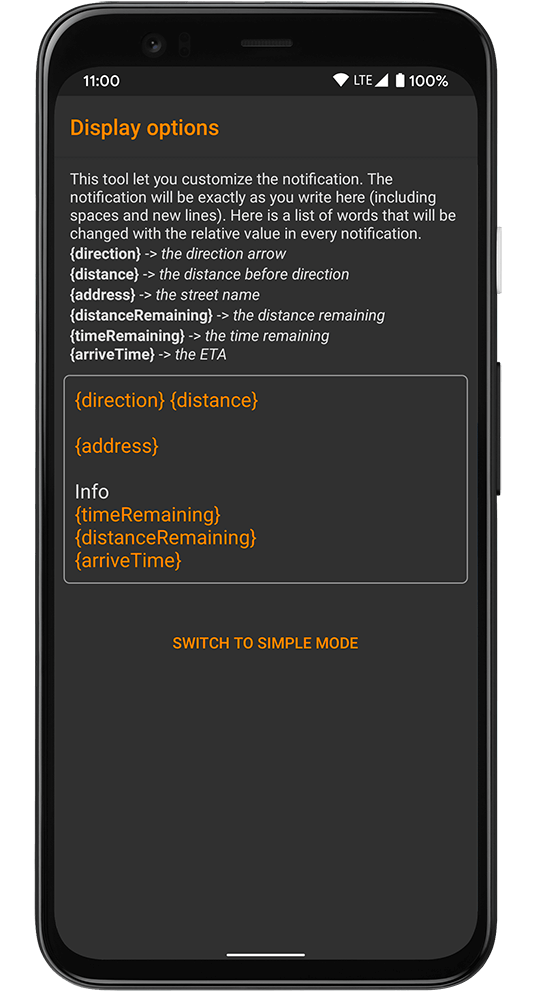 11:00 LTE 100%
Display options
This tool let you customize the notification. The
notification will be exactly as you write here (including
spaces and new lines). Here is a list of words that will be
changed with the relative value in every notification.
{direction} -> the direction arrow
{distance} -> the distance before direction
{address} -> the street name
{distanceRemaining} -> the distance remaining
{timeRemaining} -> the time remaining
{arriveTime} -> the ETA
{direction} {distance}
{address}
Info
{timeRemaining}
{distanceRemaining}
{arriveTime}
SWITCH TO SIMPLE MODE